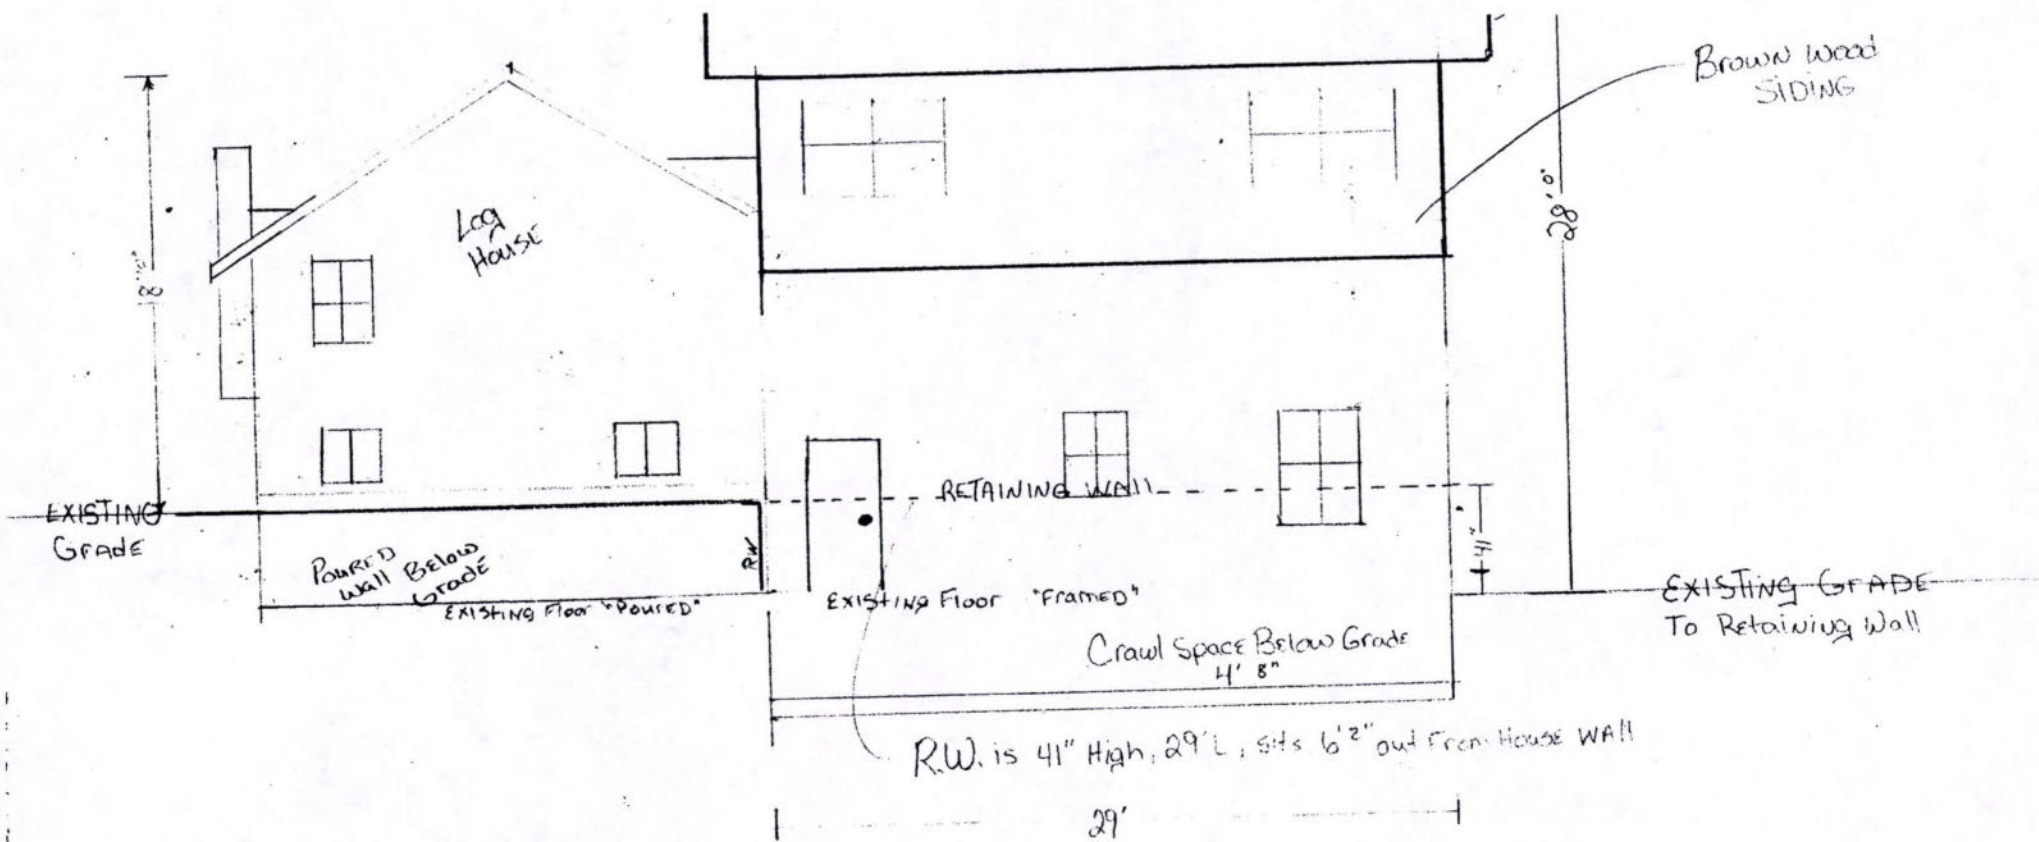 Brown Wood
SIDING
28'0"
Log
House
EXISTING
GRADE
Poured
Wall Below
Grade
EXISTING Floor "POURED"
RW
RETAINING WAll
EXISTING Floor "FRAMED"
41"
EXISTING GRADE
To Retaining Wall
Crawl Space Below Grade
4' 8"
R.W. is 41" High, 29' L, Sits 6'2" out From House WAll
29'